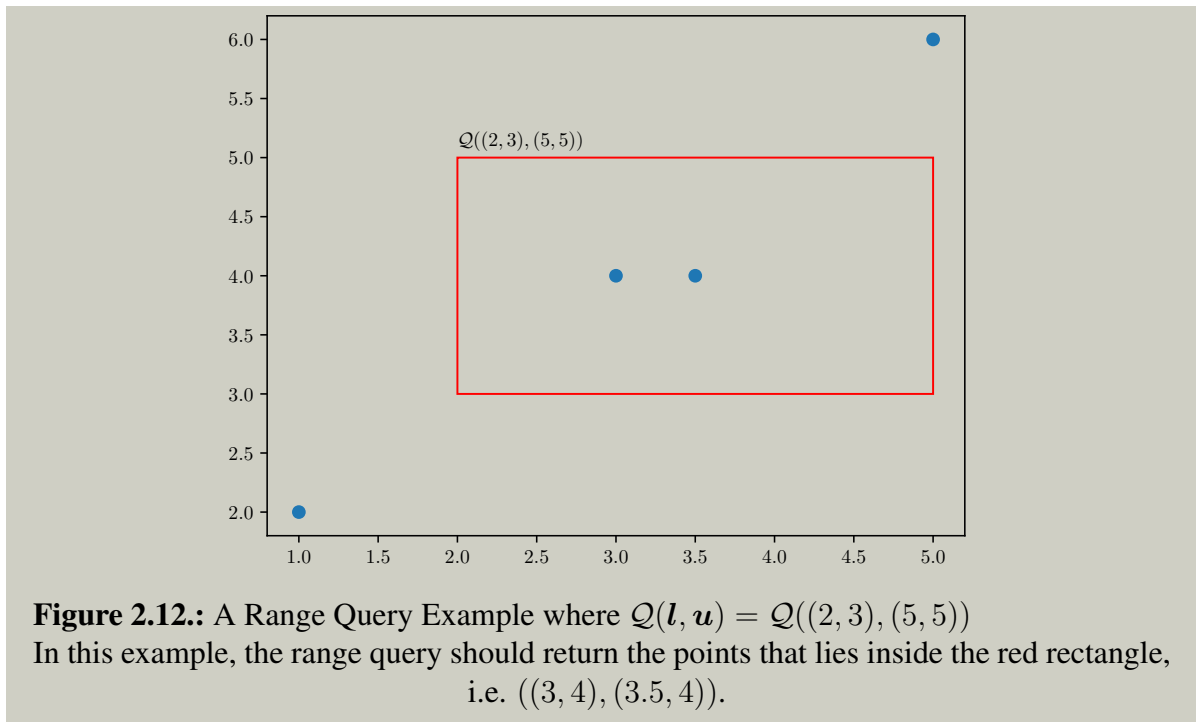 6.0
5.5
5.0
4.5
4.0
3.5
3.0
2.5
2.0
𝒬((2, 3), (5, 5))
1.0 1.5 2.0 2.5 3.0 3.5 4.0 4.5 5.0
Figure 2.12.: A Range Query Example where 𝒬(l, u) = 𝒬((2, 3), (5, 5))
In this example, the range query should return the points that lies inside the red rectangle,
i.e. ((3, 4), (3.5, 4)).